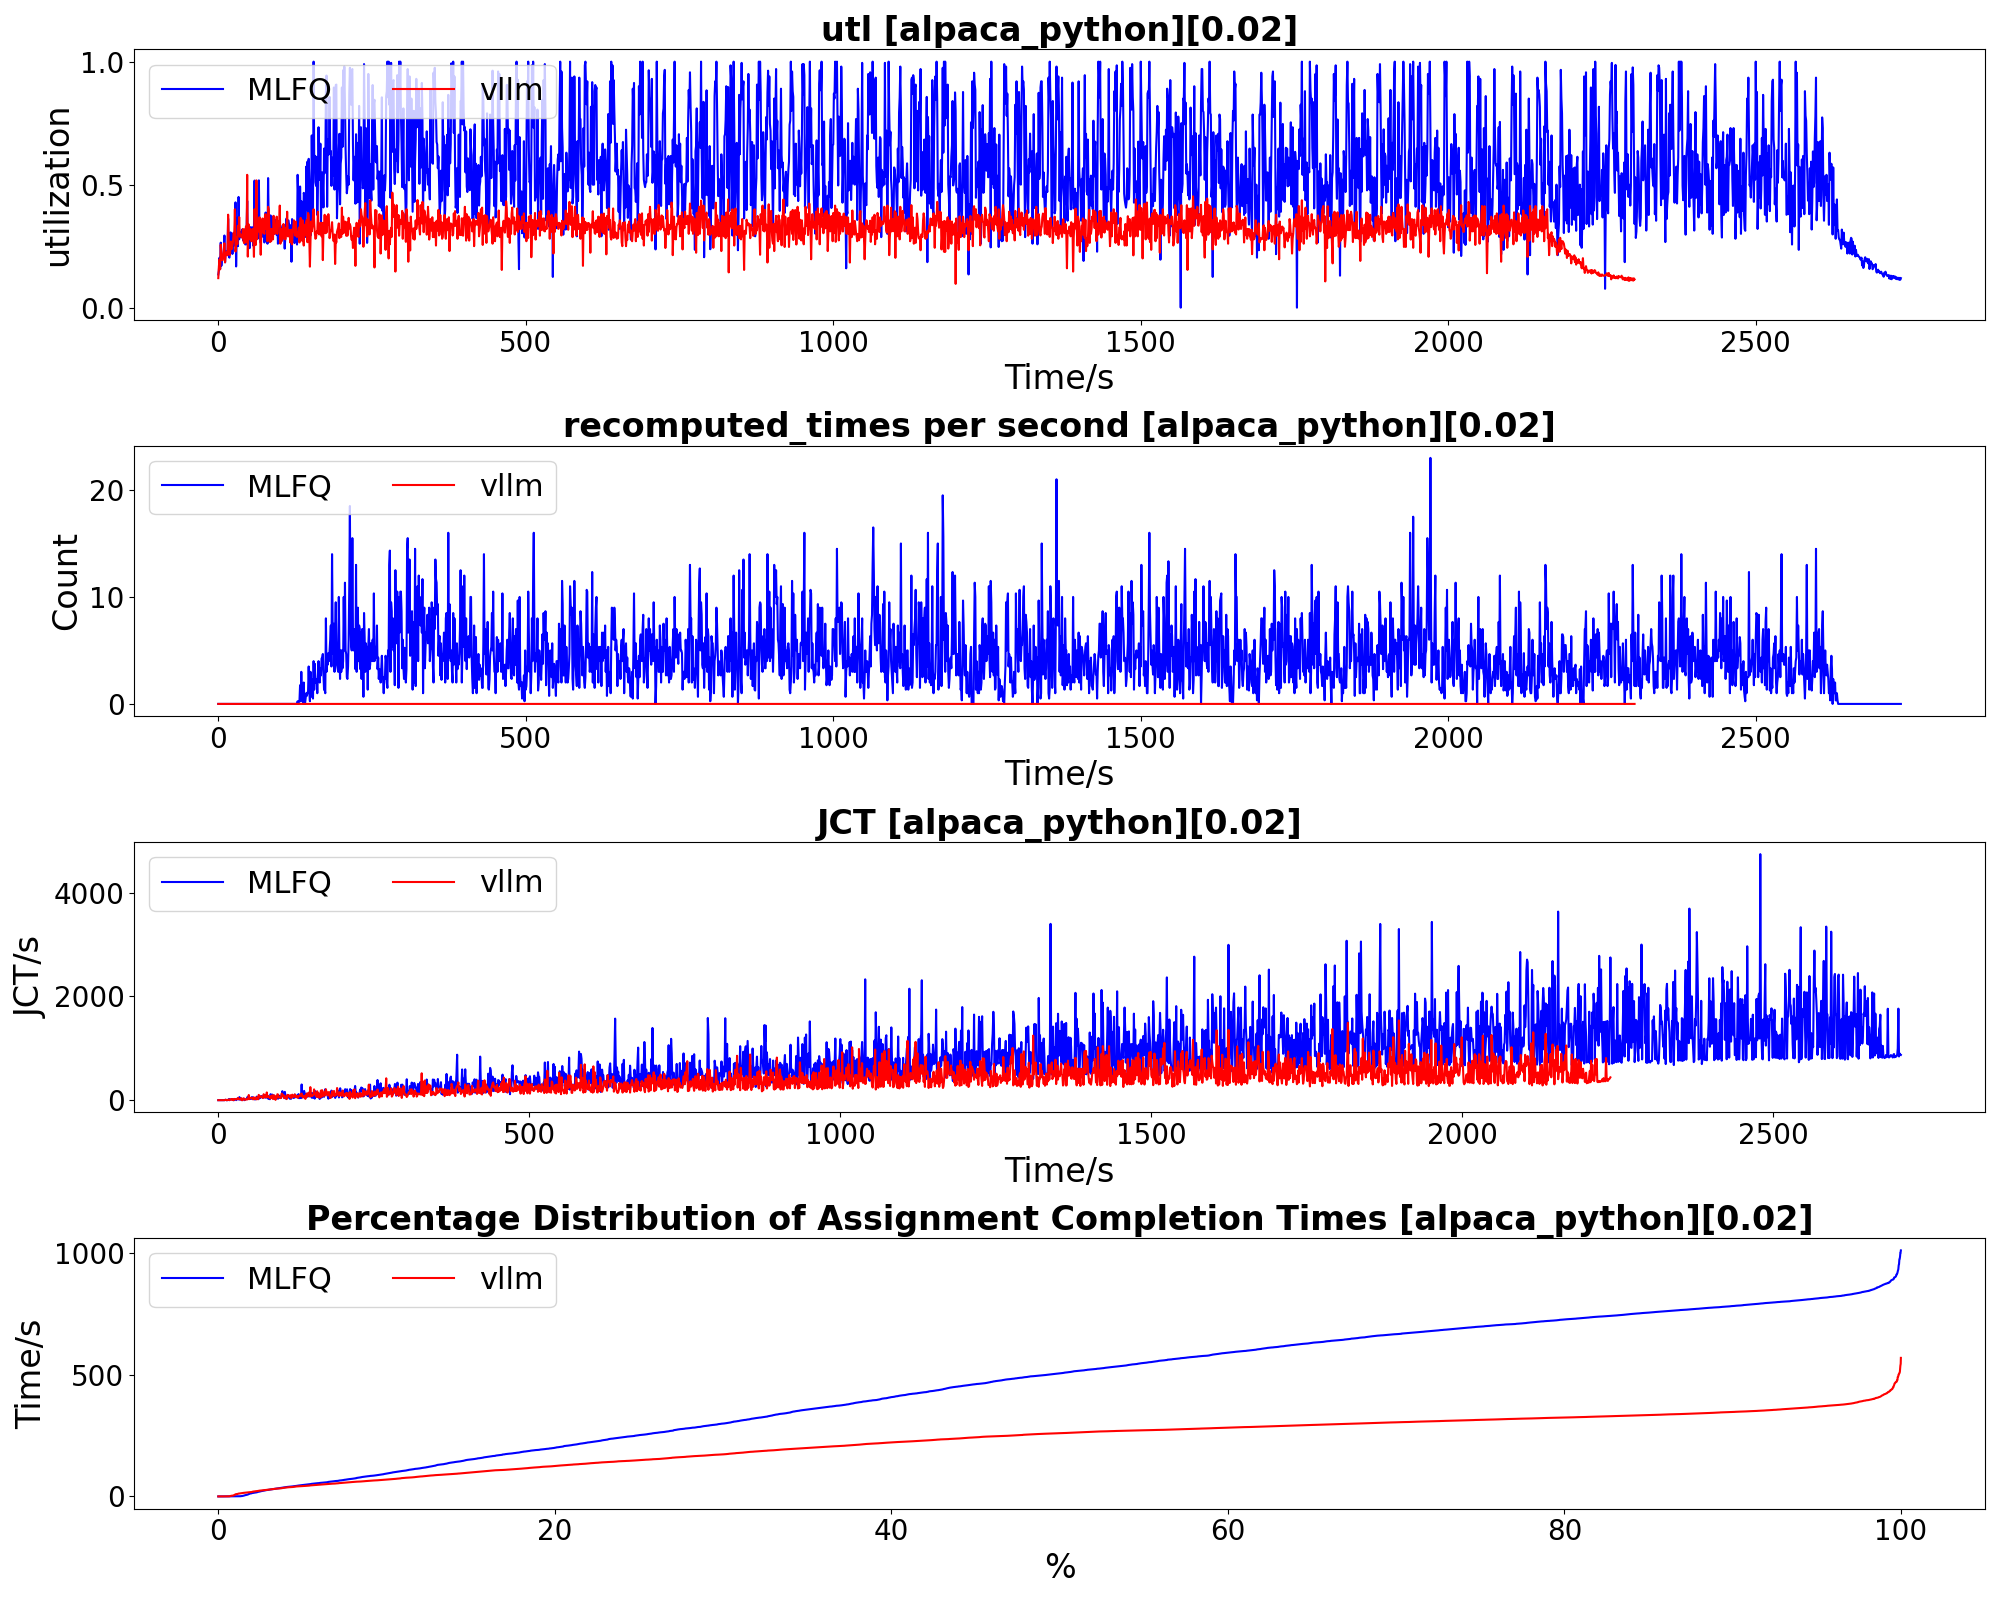 utl [alpaca_python][0.02]
1.0
0.5
0.0
utilization
MLFQ vllm
0 500 1000 1500 2000 2500
Time/s
recomputed_times per second [alpaca_python][0.02]
20
10
0
Count
MLFQ vllm
0 500 1000 1500 2000 2500
Time/s
JCT [alpaca_python][0.02]
4000
2000
0
JCT/s
MLFQ vllm
0 500 1000 1500 2000 2500
Time/s
Percentage Distribution of Assignment Completion Times [alpaca_python][0.02]
1000
500
0
Time/s
MLFQ vllm
0 20 40 60 80 100
%